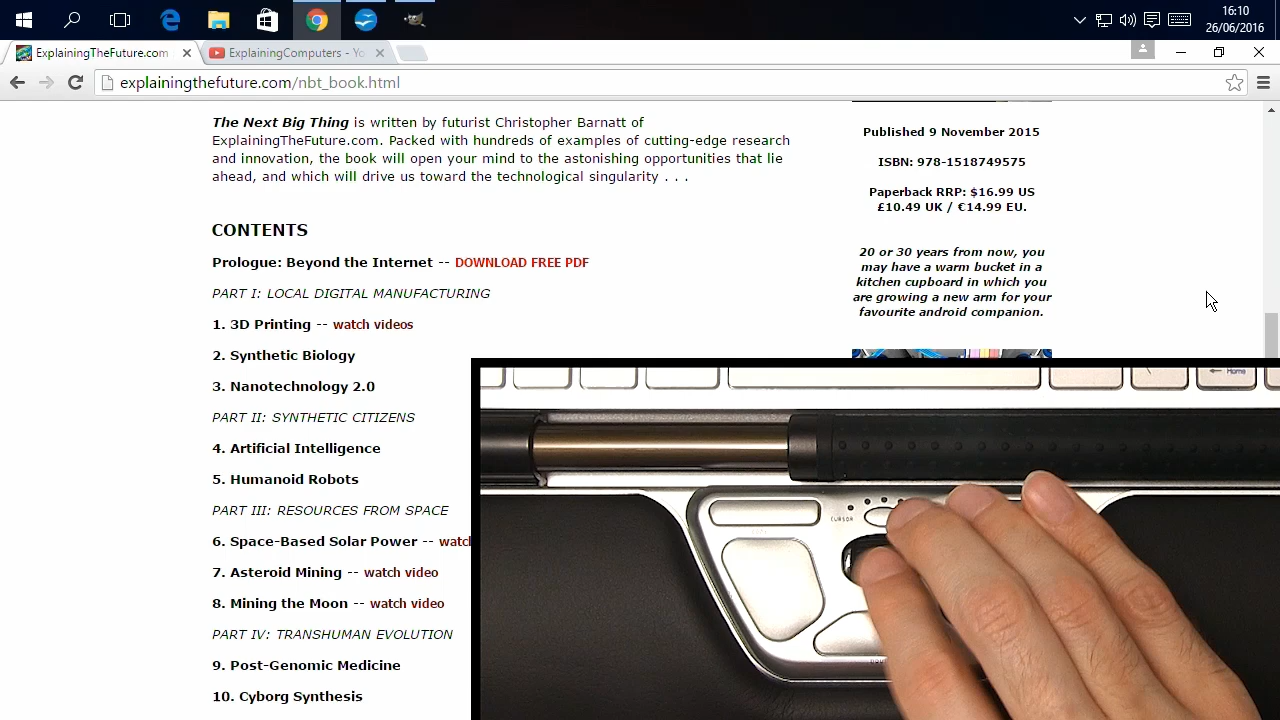 16:10
26/06/2016
ExplainingTheFuture.com
ExplainingComputers - Yo
explainingthefuture.com/nbt_book.html
The Next Big Thing is written by futurist Christopher Barnatt of
ExplainingTheFuture.com. Packed with hundreds of examples of cutting-edge research
and innovation, the book will open your mind to the astonishing opportunities that lie
ahead, and which will drive us toward the technological singularity . . .
CONTENTS
Prologue: Beyond the Internet -- DOWNLOAD FREE PDF
PART I: LOCAL DIGITAL MANUFACTURING
1. 3D Printing -- watch videos
2. Synthetic Biology
3. Nanotechnology 2.0
PART II: SYNTHETIC CITIZENS
4. Artificial Intelligence
5. Humanoid Robots
PART III: RESOURCES FROM SPACE
6. Space-Based Solar Power -- watch
7. Asteroid Mining -- watch video
8. Mining the Moon -- watch video
PART IV: TRANSHUMAN EVOLUTION
9. Post-Genomic Medicine
10. Cyborg Synthesis
Published 9 November 2015
ISBN: 978-1518749575
Paperback RRP: $16.99 US
£10.49 UK / €14.99 EU.
20 or 30 years from now, you
may have a warm bucket in a
kitchen cupboard in which you
are growing a new arm for your
favourite android companion.
Home
CURSOR